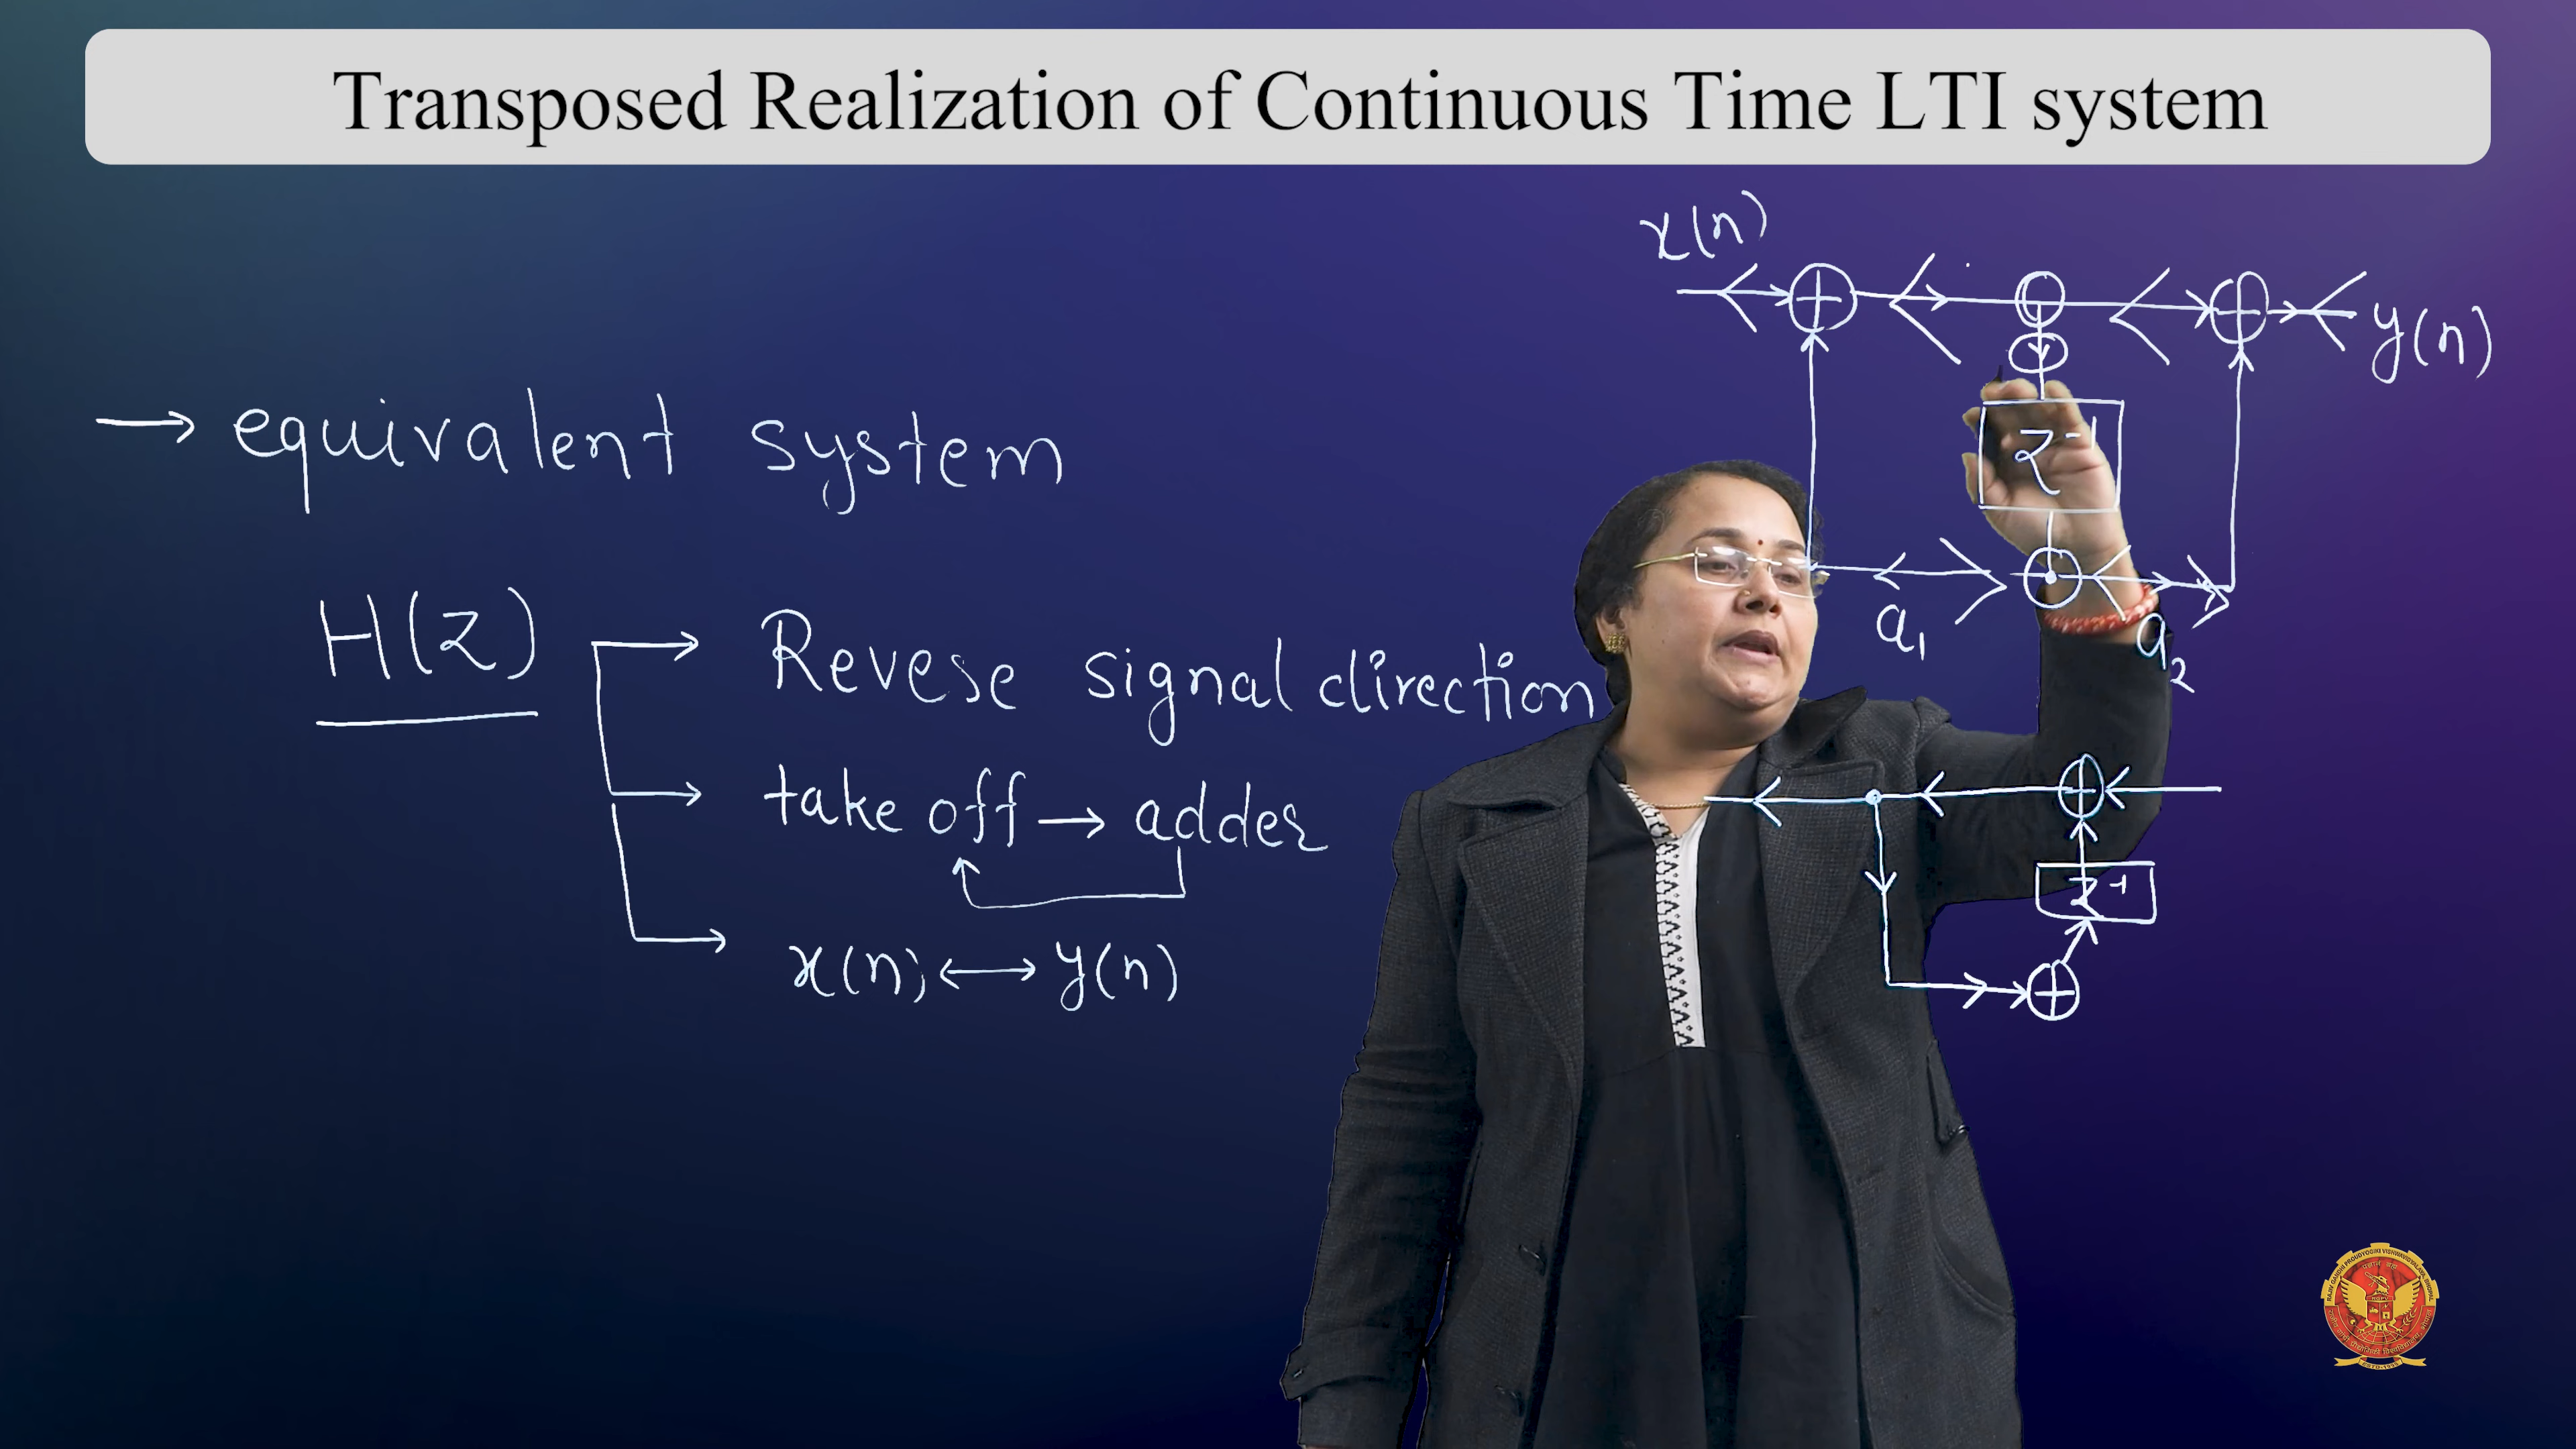 Transposed Realization of Continuous Time LTI system
x(n)
y(n)
z⁻¹
→ equivalent system
a₁
a₂
H(z)
→ Revese signal direction
→ take off → adder
z⁻¹
→ x(n) ↔ y(n)